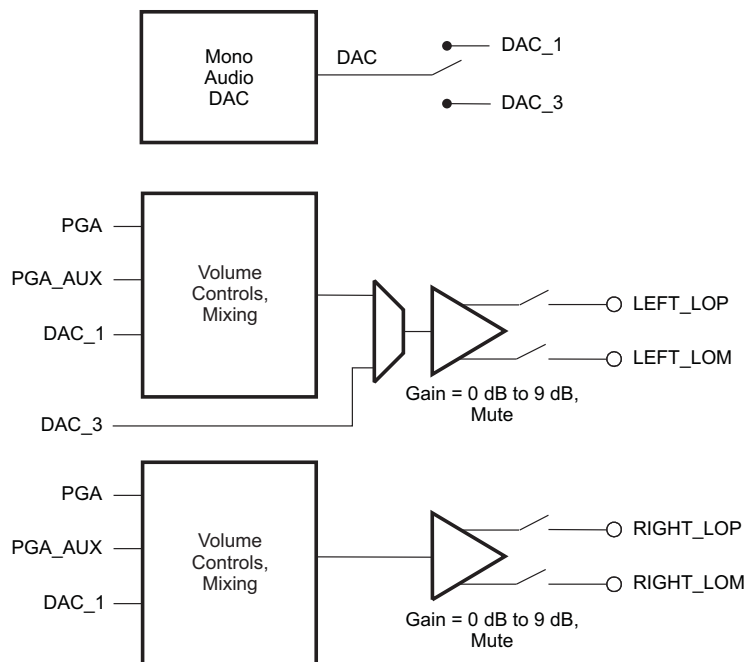 Mono
Audio
DAC
DAC
DAC_1
DAC_3
PGA
PGA_AUX
DAC_1
DAC_3
Volume
Controls,
Mixing
LEFT_LOP
LEFT_LOM
Gain = 0 dB to 9 dB,
Mute
PGA
PGA_AUX
DAC_1
Volume
Controls,
Mixing
RIGHT_LOP
RIGHT_LOM
Gain = 0 dB to 9 dB,
Mute